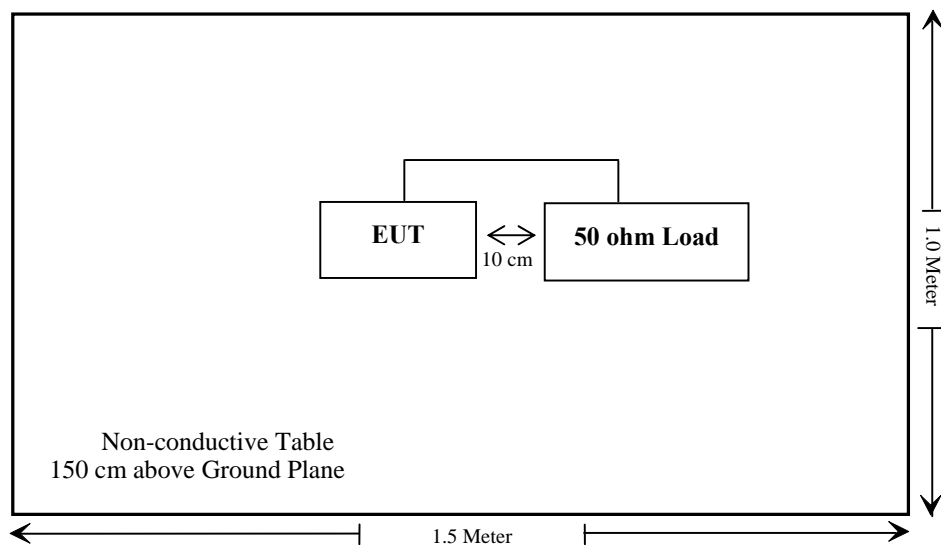 EUT
50 ohm Load
10 cm
1.0 Meter
Non-conductive Table
150 cm above Ground Plane
1.5 Meter